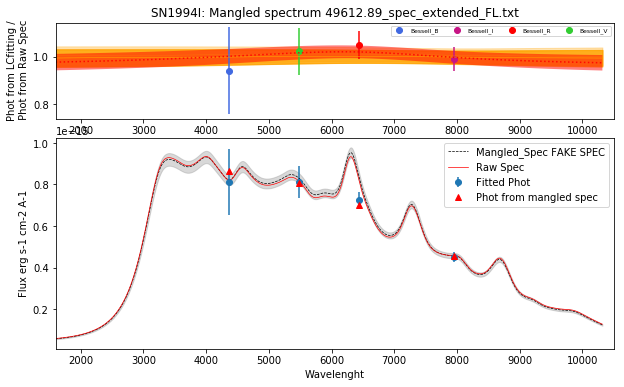 SN1994I: Mangled spectrum 49612.89_spec_extended_FL.txt
Phot from LCfitting /
Phot from Raw Spec
1.0
0.8
Bessell_B
Bessell_I
Bessell_R
Bessell_V
2000 3000 4000 5000 6000 7000 8000 9000 10000
Flux erg s-1 cm-2 A-1
1.0
0.8
0.6
0.4
0.2
Mangled_Spec FAKE SPEC
Raw Spec
Fitted Phot
Phot from mangled spec
2000 3000 4000 5000 6000 7000 8000 9000 10000
Wavelenght